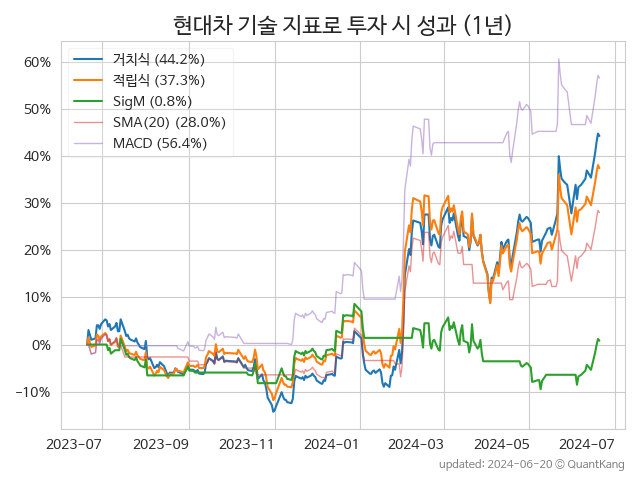 현대차 기술 지표로 투자 시 성과 (1년)
거치식 (44.2%)
적립식 (37.3%)
SigM (0.8%)
SMA(20) (28.0%)
MACD (56.4%)
60%
50%
40%
30%
20%
10%
0%
−10%
2023-07 2023-09 2023-11 2024-01 2024-03 2024-05 2024-07
updated: 2024-06-20 © QuantKang